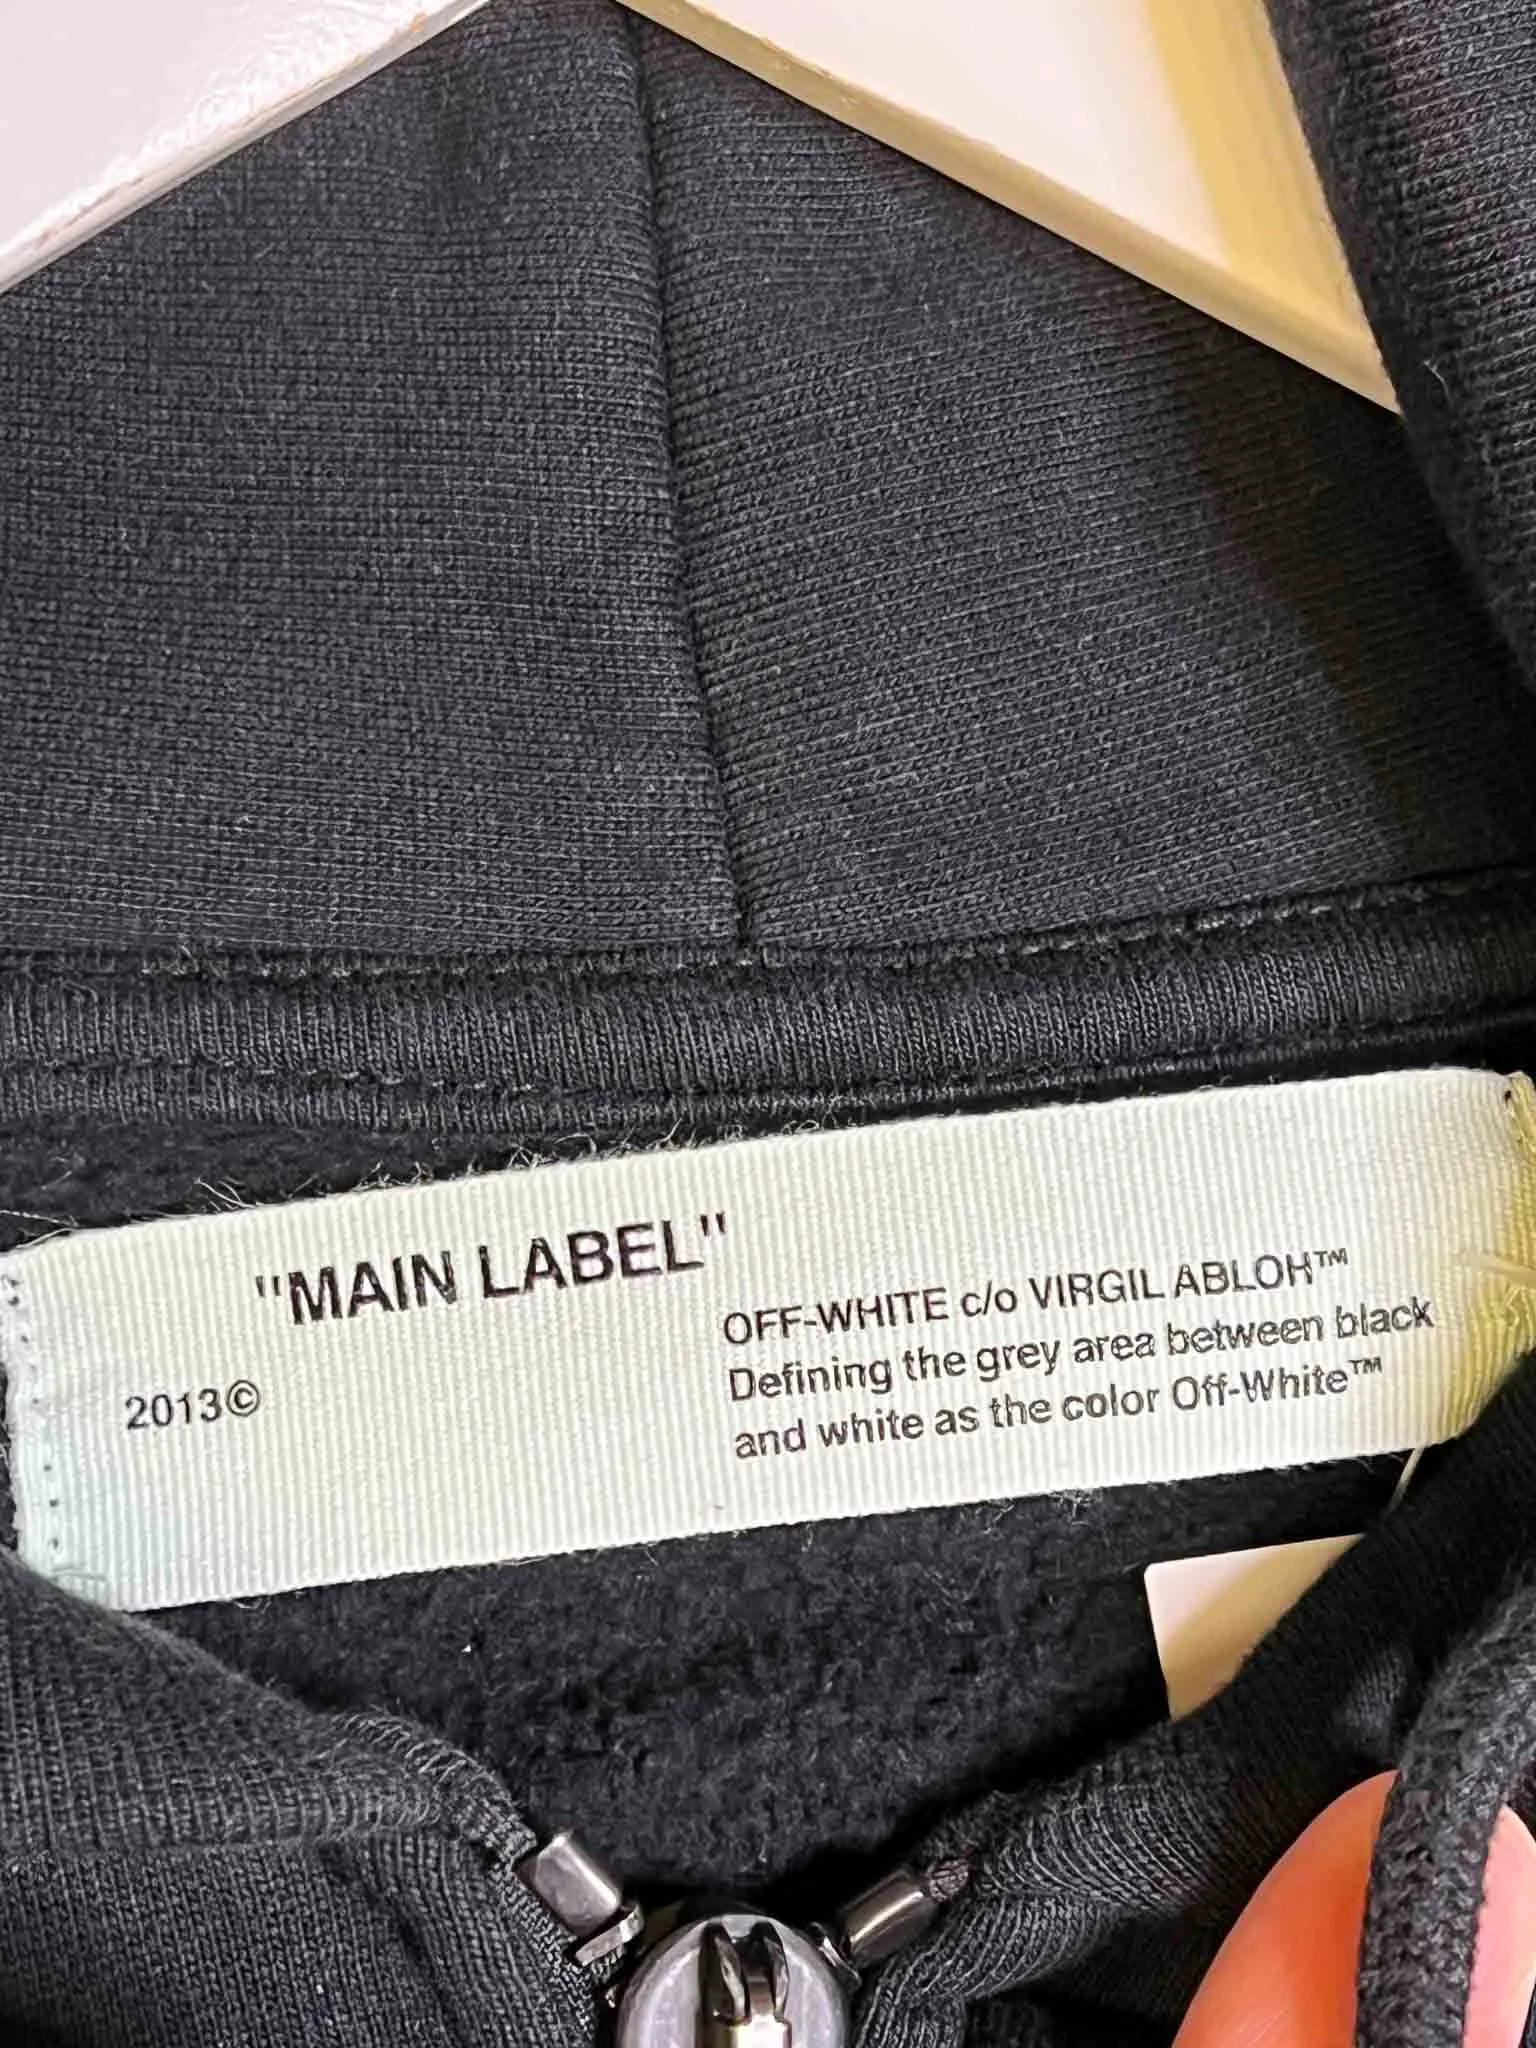 "MAIN LABEL"
2013©
OFF-WHITE c/o VIRGIL ABLOH™
Defining the grey area between black
and white as the color Off-White™